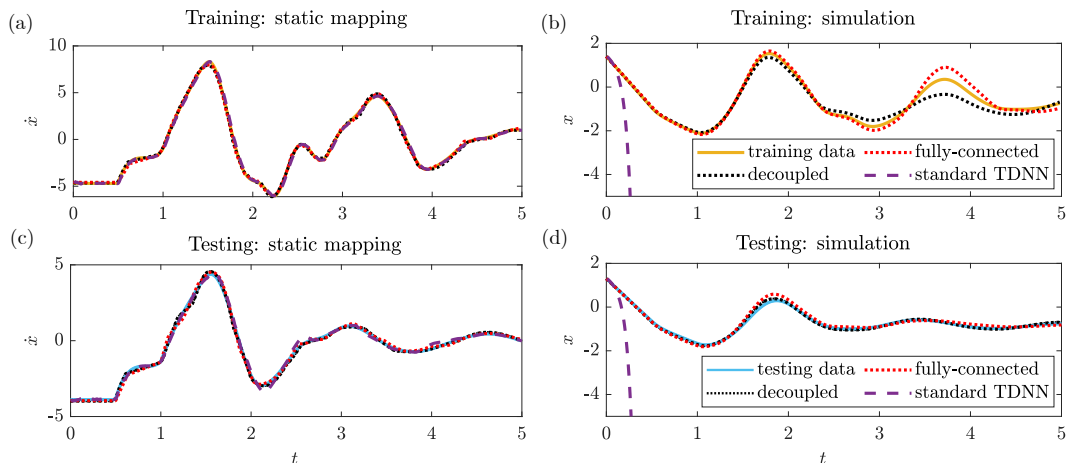 (a)
Training: static mapping
10
5
0
-5
ẋ
0 1 2 3 4 5
(b)
Training: simulation
2
0
-2
-4
x
training data
fully-connected
decoupled
standard TDNN
0 1 2 3 4 5
(c)
Testing: static mapping
5
0
-5
ẋ
0 1 2 3 4 5
t
(d)
Testing: simulation
2
0
-2
-4
x
testing data
fully-connected
decoupled
standard TDNN
0 1 2 3 4 5
t